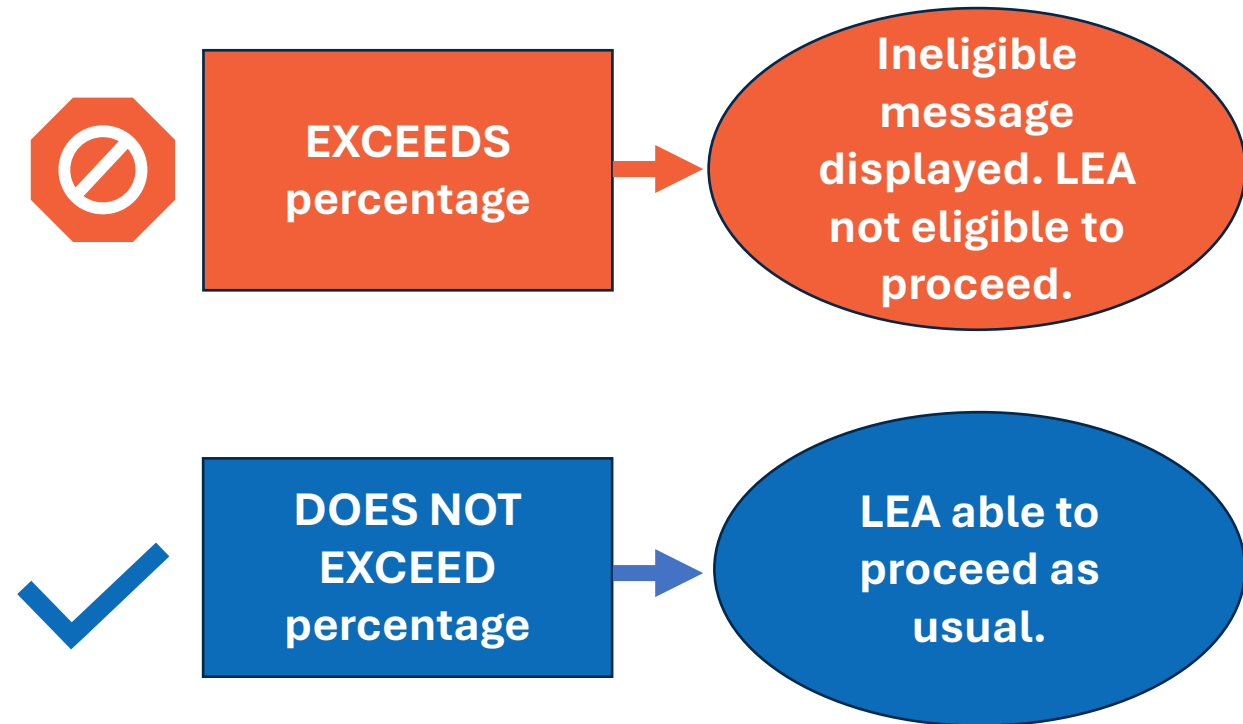 EXCEEDS
percentage
Ineligible
message
displayed. LEA
not eligible to
proceed.
DOES NOT
EXCEED
percentage
LEA able to
proceed as
usual.